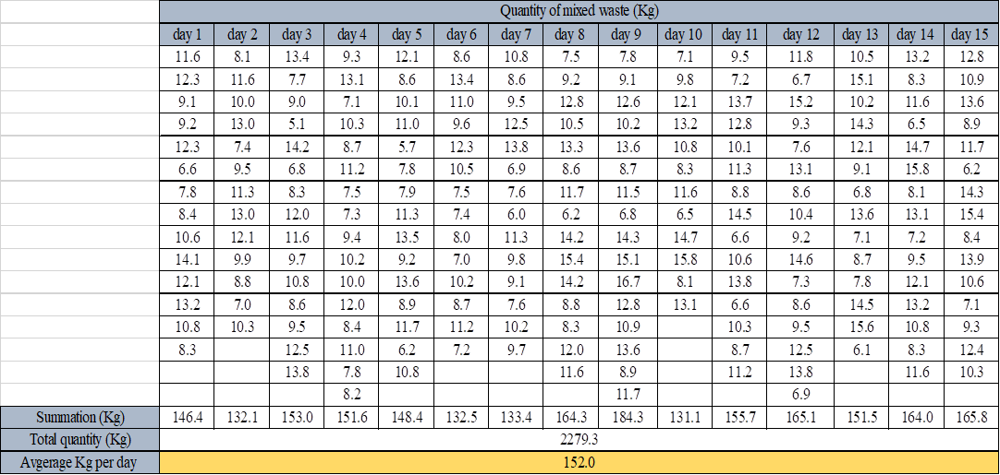 Quantity of mixed waste (Kg)
day 1 day 2 day 3 day 4 day 5 day 6 day 7 day 8 day 9 day 10 day 11 day 12 day 13 day 14 day 15
11.6 8.1 13.4 9.3 12.1 8.6 10.8 7.5 7.8 7.1 9.5 11.8 10.5 13.2 12.8
12.3 11.6 7.7 13.1 8.6 13.4 8.6 9.2 9.1 9.8 7.2 6.7 15.1 8.3 10.9
9.1 10.0 9.0 7.1 10.1 11.0 9.5 12.8 12.6 12.1 13.7 15.2 10.2 11.6 13.6
9.2 13.0 5.1 10.3 11.0 9.6 12.5 10.5 10.2 13.2 12.8 9.3 14.3 6.5 8.9
12.3 7.4 14.2 8.7 5.7 12.3 13.8 13.3 13.6 10.8 10.1 7.6 12.1 14.7 11.7
6.6 9.5 6.8 11.2 7.8 10.5 6.9 8.6 8.7 8.3 11.3 13.1 9.1 15.8 6.2
7.8 11.3 8.3 7.5 7.9 7.5 7.6 11.7 11.5 11.6 8.8 8.6 6.8 8.1 14.3
8.4 13.0 12.0 7.3 11.3 7.4 6.0 6.2 6.8 6.5 14.5 10.4 13.6 13.1 15.4
10.6 12.1 11.6 9.4 13.5 8.0 11.3 14.2 14.3 14.7 6.6 9.2 7.1 7.2 8.4
14.1 9.9 9.7 10.2 9.2 7.0 9.8 15.4 15.1 15.8 10.6 14.6 8.7 9.5 13.9
12.1 8.8 10.8 10.0 13.6 10.2 9.1 14.2 16.7 8.1 13.8 7.3 7.8 12.1 10.6
13.2 7.0 8.6 12.0 8.9 8.7 7.6 8.8 12.8 13.1 6.6 8.6 14.5 13.2 7.1
10.8 10.3 9.5 8.4 11.7 11.2 10.2 8.3 10.9 10.3 9.5 15.6 10.8 9.3
8.3 12.5 11.0 6.2 7.2 9.7 12.0 13.6 8.7 12.5 6.1 8.3 12.4
13.8 7.8 10.8 11.6 8.9 11.2 13.8 11.6 10.3
8.2 11.7 6.9
Summation (Kg) 146.4 132.1 153.0 151.6 148.4 132.5 133.4 164.3 184.3 131.1 155.7 165.1 151.5 164.0 165.8
Total quantity (Kg) 2279.3
Avgerage Kg per day 152.0